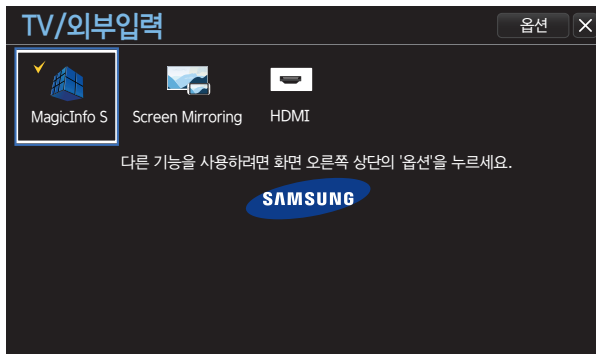 TV/외부입력
옵션
MagicInfo S
Screen Mirroring
HDMI
다른 기능을 사용하려면 화면 오른쪽 상단의 '옵션'을 누르세요.
SAMSUNG